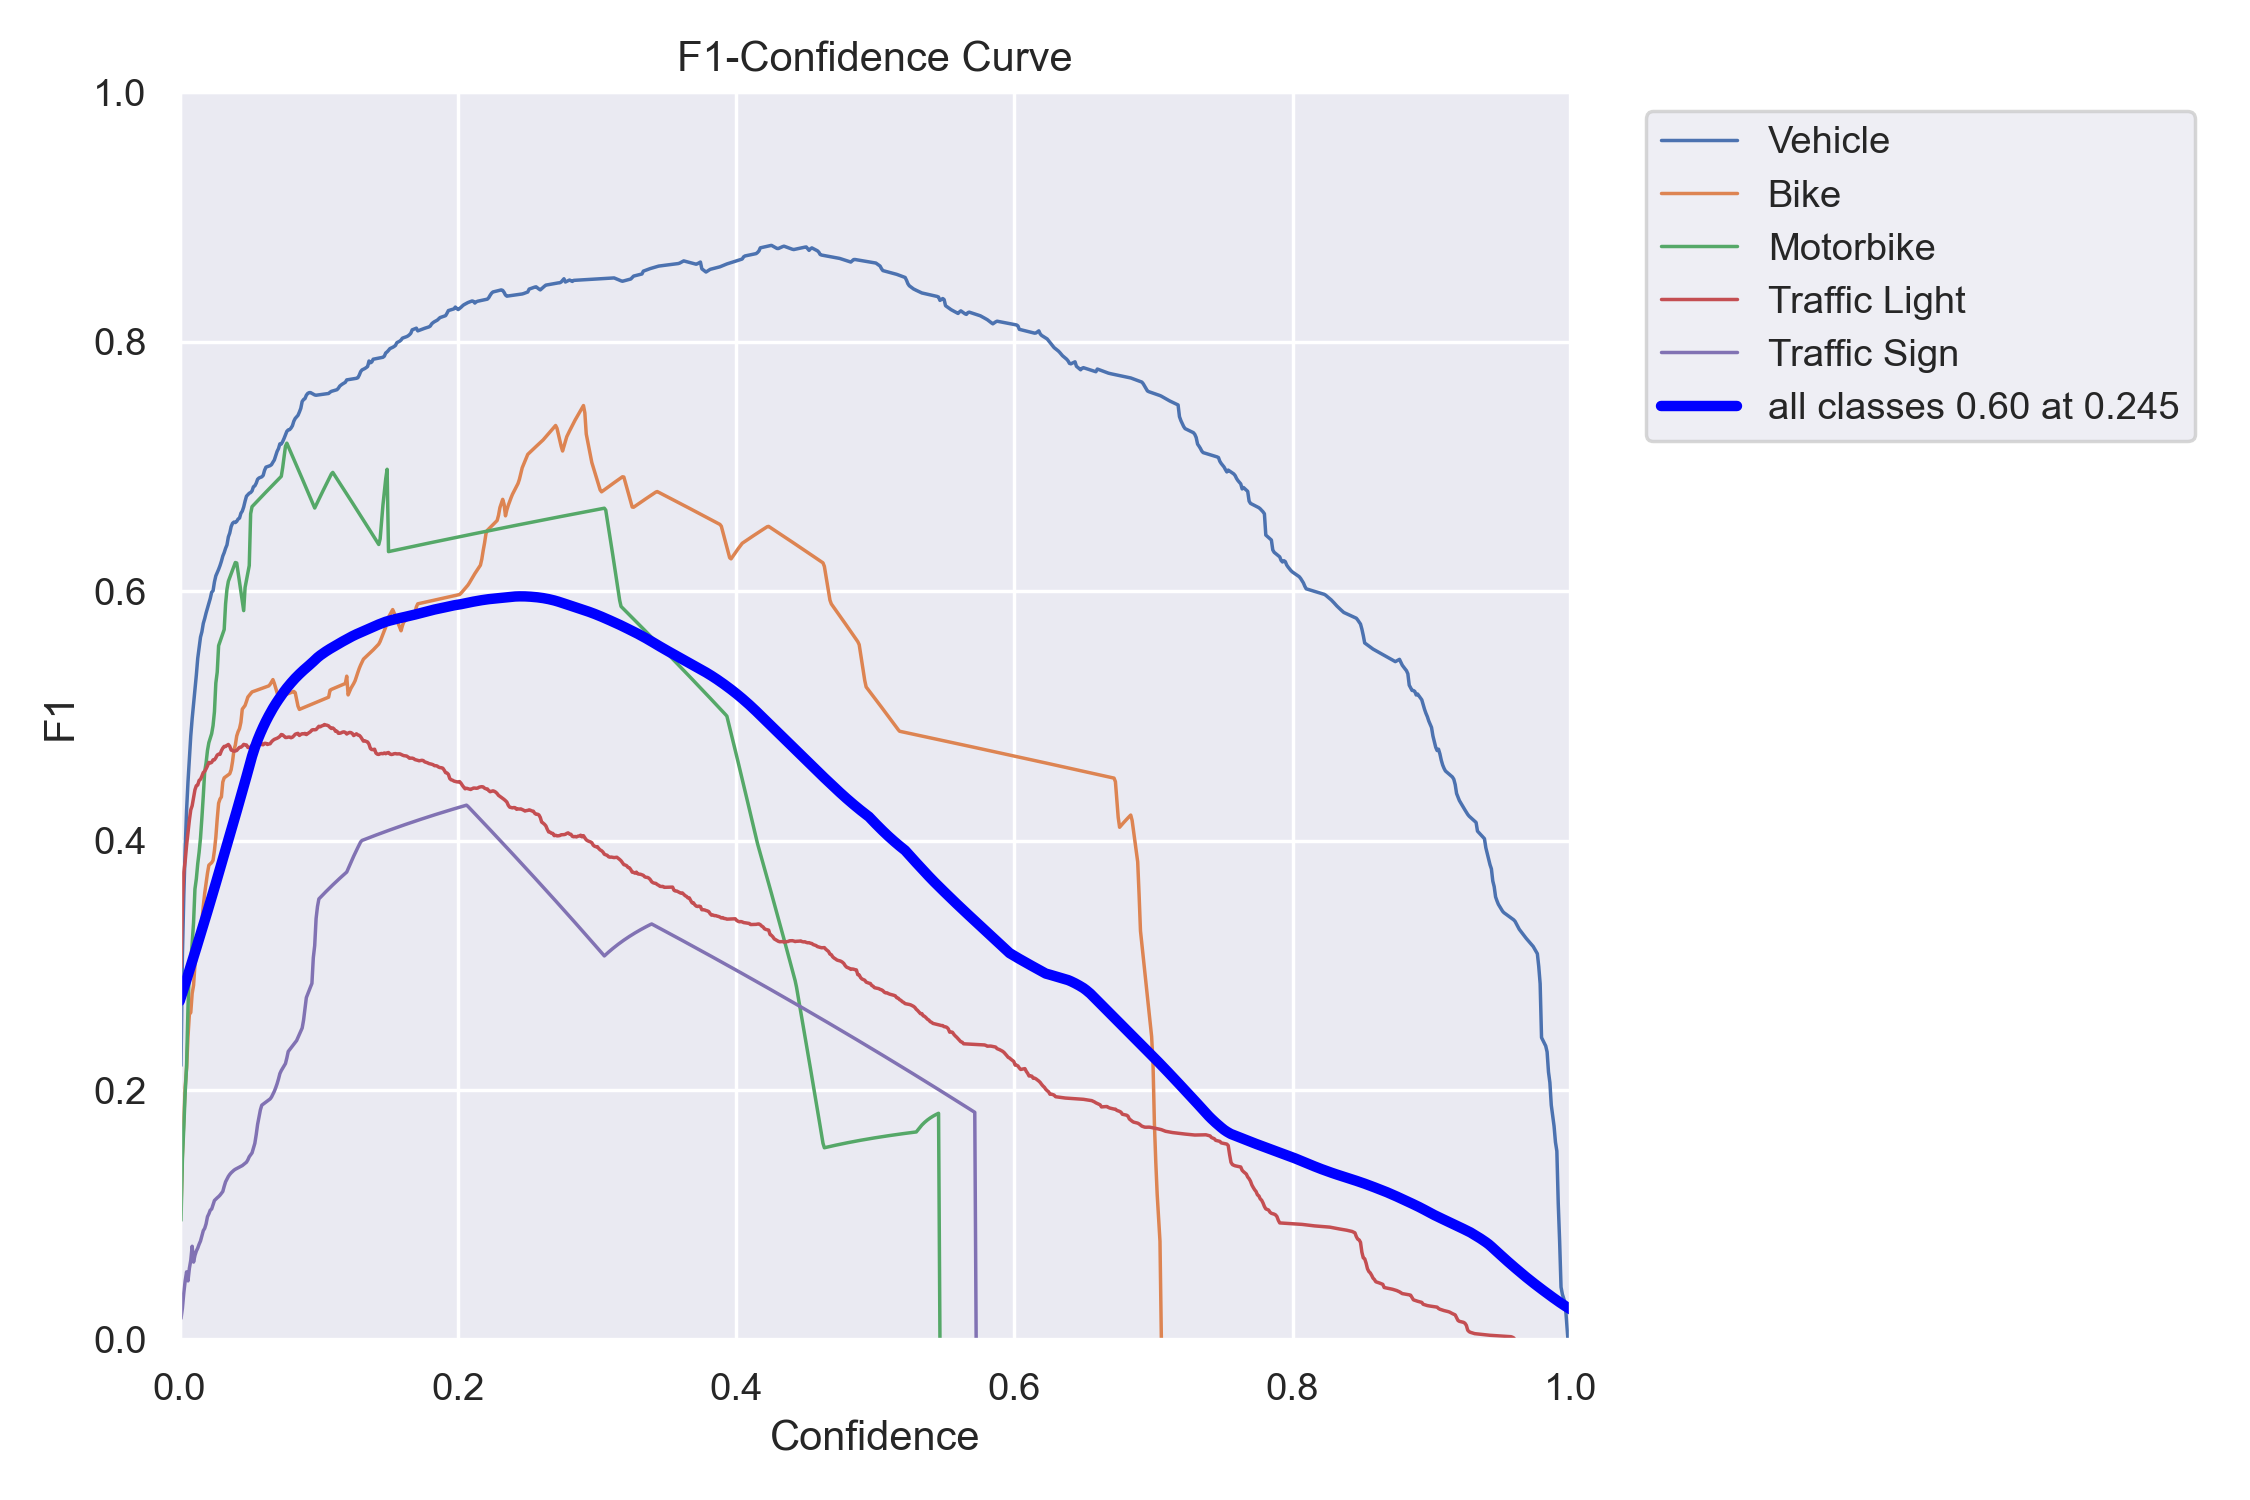 F1-Confidence Curve
1.0
0.8
0.6
0.4
0.2
0.0
F1
0.0 0.2 0.4 0.6 0.8 1.0
Confidence
Vehicle
Bike
Motorbike
Traffic Light
Traffic Sign
all classes 0.60 at 0.245